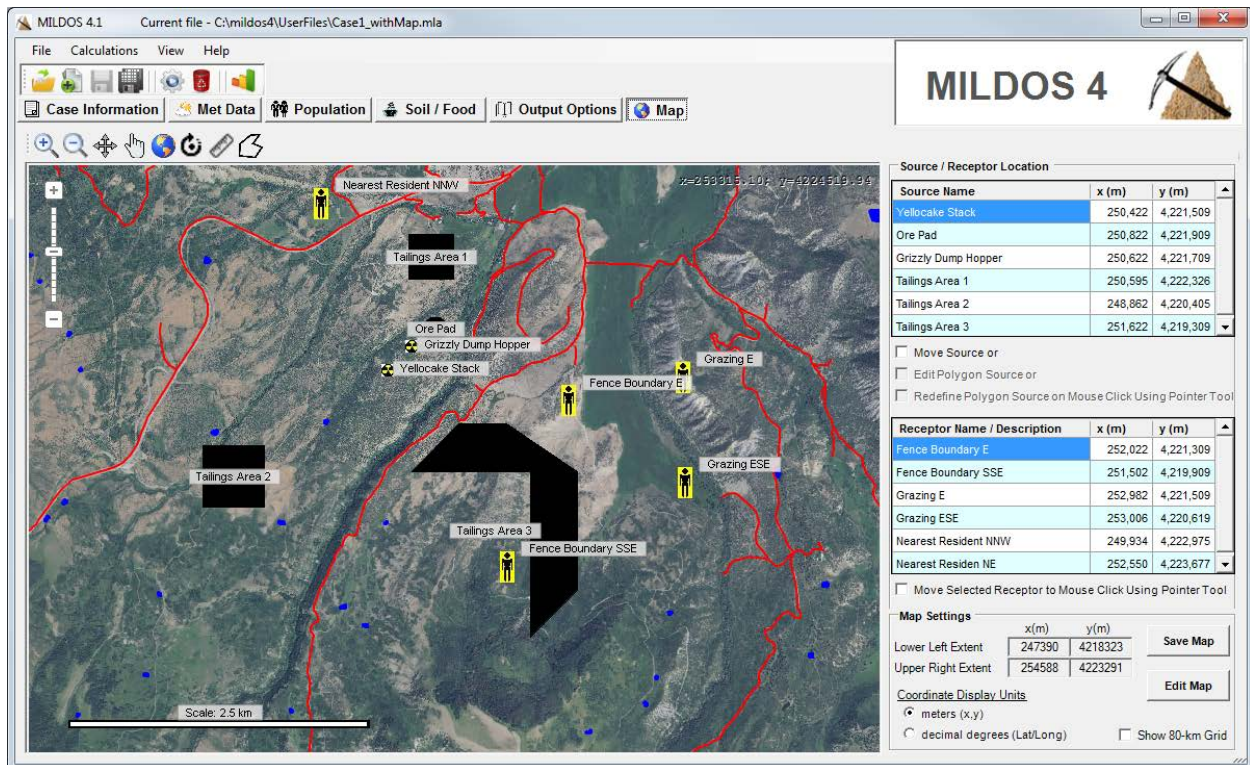 MILDOS 4.1 Current file - C:\mildos4\UserFiles\Case1_withMap.mla
File Calculations View Help
MILDOS 4
Case Information Met Data Population Soil / Food Output Options Map
x=253316.10; y=4224519.94
Nearest Resident NNW
Tailings Area 1
Ore Pad
Grizzly Dump Hopper
Yellocake Stack
Grazing E
Fence Boundary E
Grazing ESE
Tailings Area 2
Tailings Area 3
Fence Boundary SSE
Scale: 2.5 km
Source / Receptor Location
Source Name x (m) y (m)
Yellocake Stack 250,422 4,221,509
Ore Pad 250,822 4,221,909
Grizzly Dump Hopper 250,622 4,221,709
Tailings Area 1 250,595 4,222,326
Tailings Area 2 248,862 4,220,405
Tailings Area 3 251,622 4,219,309
Move Source or
Edit Polygon Source or
Redefine Polygon Source on Mouse Click Using Pointer Tool
Receptor Name / Description x (m) y (m)
Fence Boundary E 252,022 4,221,309
Fence Boundary SSE 251,502 4,219,909
Grazing E 252,982 4,221,509
Grazing ESE 253,006 4,220,619
Nearest Resident NNW 249,934 4,222,975
Nearest Residen NE 252,550 4,223,677
Move Selected Receptor to Mouse Click Using Pointer Tool
Map Settings
x(m) y(m)
Lower Left Extent 247390 4218323
Upper Right Extent 254588 4223291
Save Map
Edit Map
Coordinate Display Units
meters (x,y)
decimal degrees (Lat/Long)
Show 80-km Grid